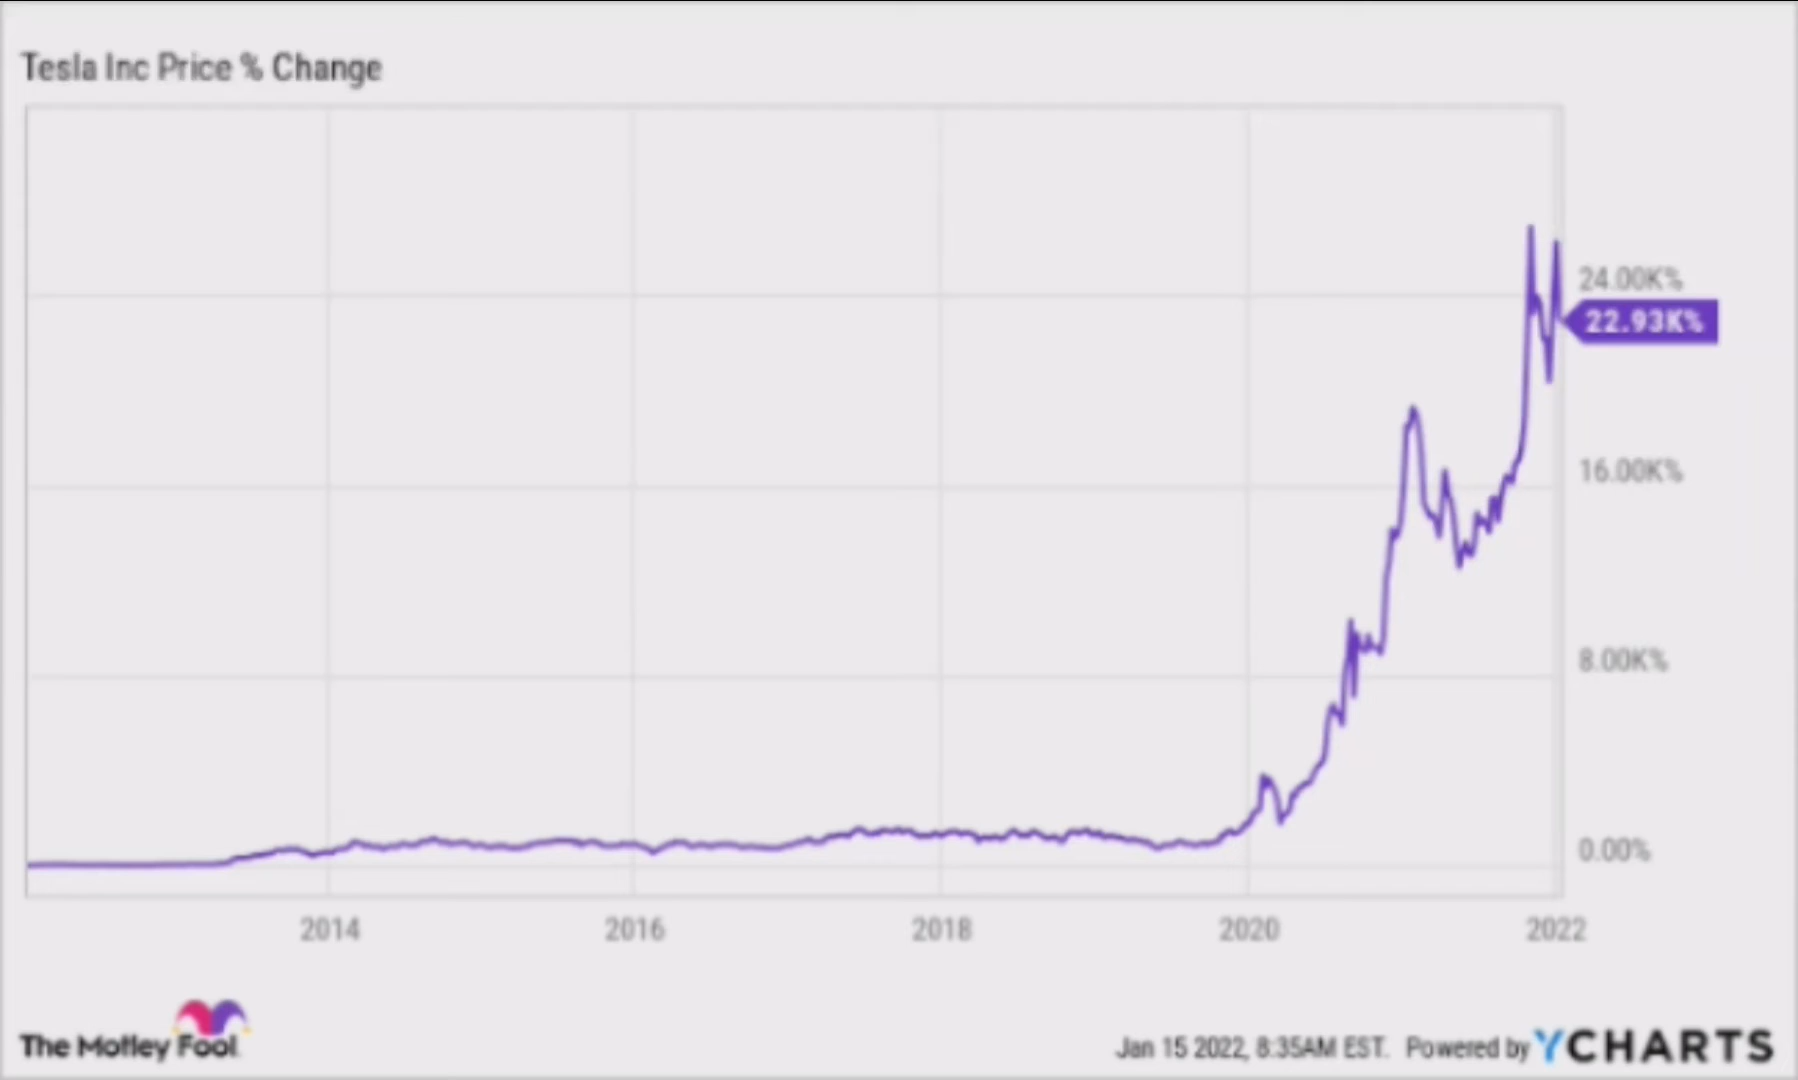 Tesla Inc Price % Change
24.00K%
22.93K%
16.00K%
8.00K%
0.00%
2014 2016 2018 2020 2022
The Motley Fool
Jan 15 2022, 8:35AM EST. Powered by YCHARTS